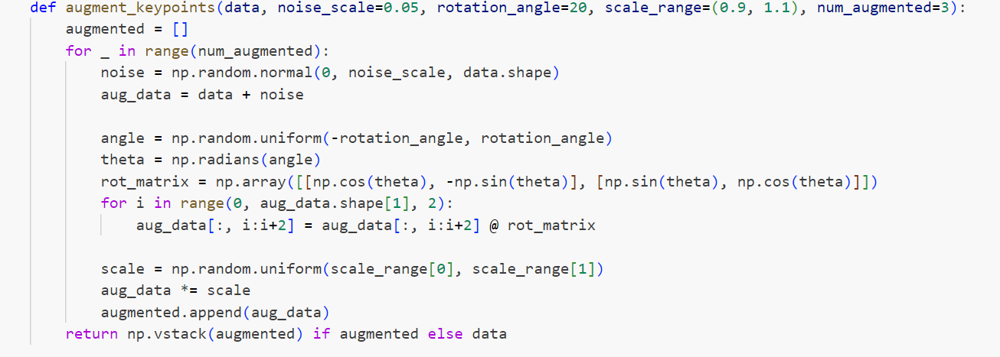 def augment_keypoints(data, noise_scale=0.05, rotation_angle=20, scale_range=(0.9, 1.1), num_augmented=3):
    augmented = []
    for _ in range(num_augmented):
        noise = np.random.normal(0, noise_scale, data.shape)
        aug_data = data + noise

        angle = np.random.uniform(-rotation_angle, rotation_angle)
        theta = np.radians(angle)
        rot_matrix = np.array([[np.cos(theta), -np.sin(theta)], [np.sin(theta), np.cos(theta)]])
        for i in range(0, aug_data.shape[1], 2):
            aug_data[:, i:i+2] = aug_data[:, i:i+2] @ rot_matrix

        scale = np.random.uniform(scale_range[0], scale_range[1])
        aug_data *= scale
        augmented.append(aug_data)
    return np.vstack(augmented) if augmented else data